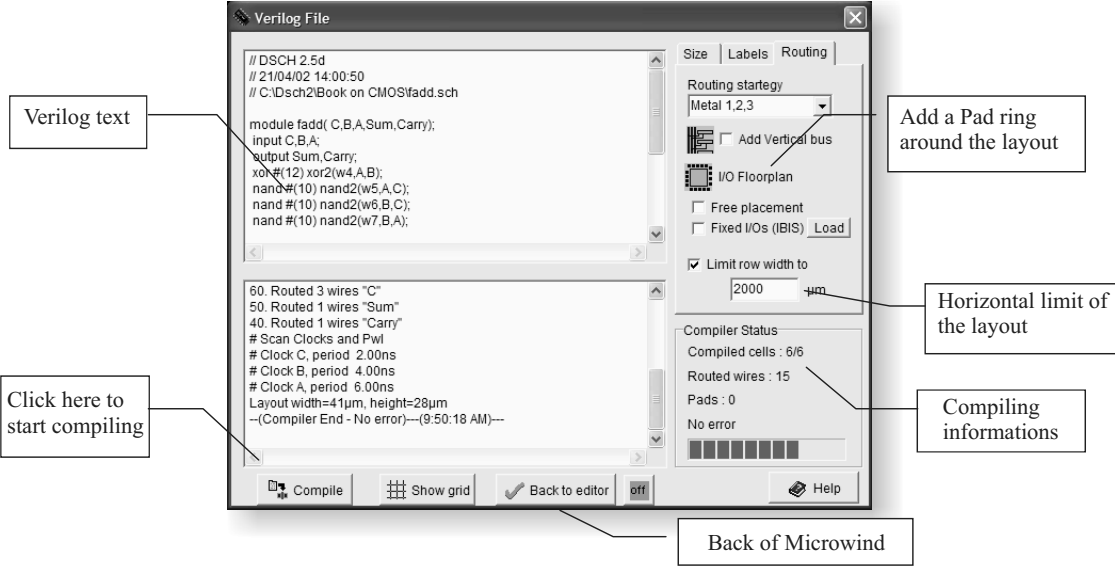 Verilog File
// DSCH 2.5d
// 21/04/02 14:00:50
// C:\Dsch2\Book on CMOS\fadd.sch
module fadd( C,B,A,Sum,Carry);
input C,B,A;
output Sum,Carry;
xor #(12) xor2(w4,A,B);
nand #(10) nand2(w5,A,C);
nand #(10) nand2(w6,B,C);
nand #(10) nand2(w7,B,A);
60. Routed 3 wires "C"
50. Routed 1 wires "Sum"
40. Routed 1 wires "Carry"
# Scan Clocks and Pwl
# Clock C, period 2.00ns
# Clock B, period 4.00ns
# Clock A, period 6.00ns
Layout width=41µm, height=28µm
--(Compiler End - No error)---(9:50:18 AM)---
Compile
Show grid
Back to editor
off
Size
Labels
Routing
Routing startegy
Metal 1,2,3
Add Vertical bus
I/O Floorplan
Free placement
Fixed I/Os (IBIS)
Load
Limit row width to
2000
µm
Compiler Status
Compiled cells : 6/6
Routed wires : 15
Pads : 0
No error
Help
Verilog text
Click here to
start compiling
Add a Pad ring
around the layout
Horizontal limit of
the layout
Compiling
informations
Back of Microwind